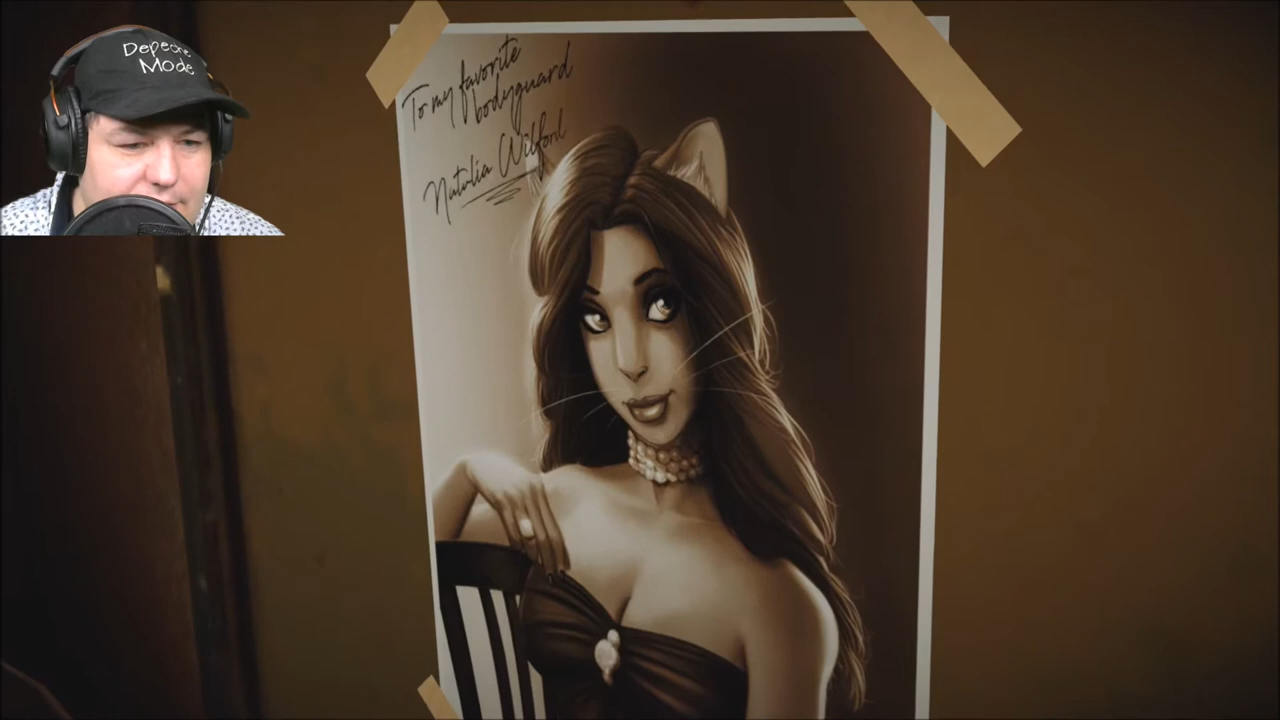 Depeche
Mode
To my favorite
bodyguard
Natalia Wilford